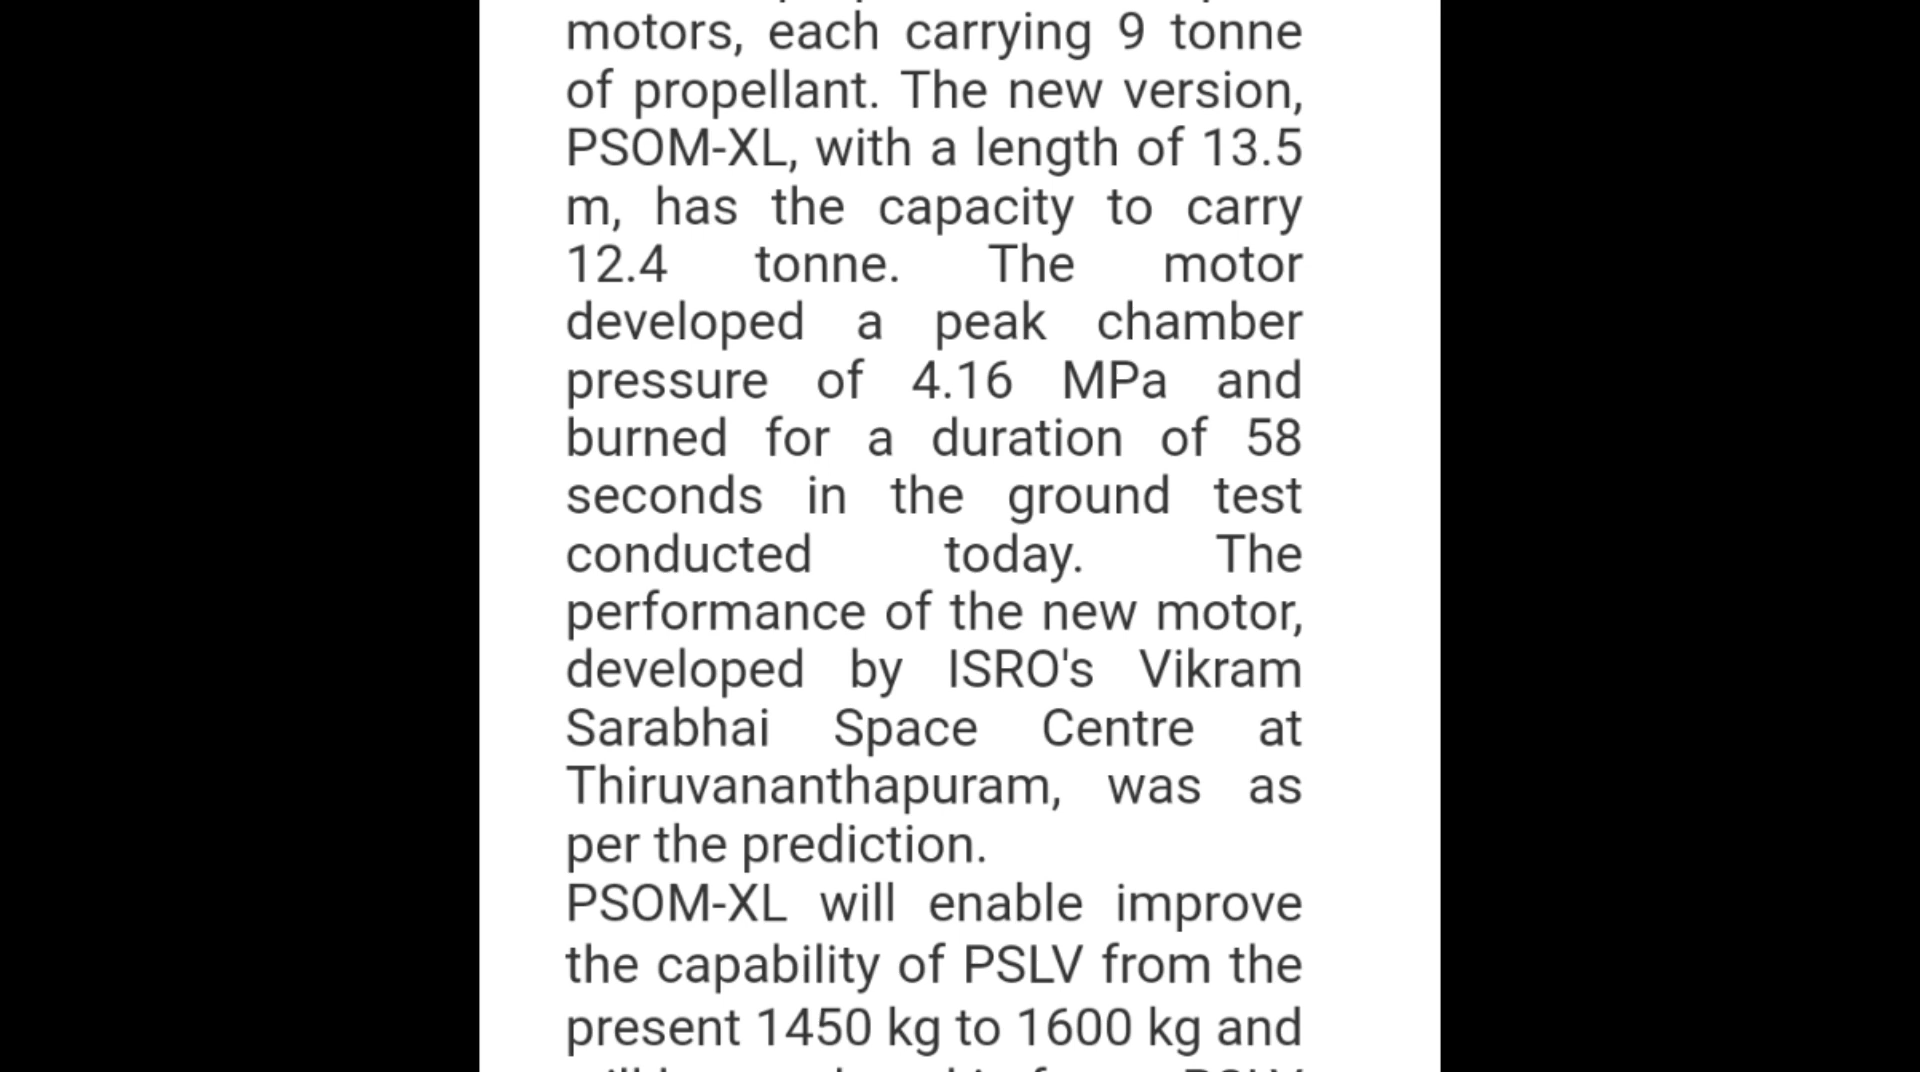 motors, each carrying 9 tonne
of propellant. The new version,
PSOM-XL, with a length of 13.5
m, has the capacity to carry
12.4 tonne. The motor
developed a peak chamber
pressure of 4.16 MPa and
burned for a duration of 58
seconds in the ground test
conducted today. The
performance of the new motor,
developed by ISRO's Vikram
Sarabhai Space Centre at
Thiruvananthapuram, was as
per the prediction.
PSOM-XL will enable improve
the capability of PSLV from the
present 1450 kg to 1600 kg and